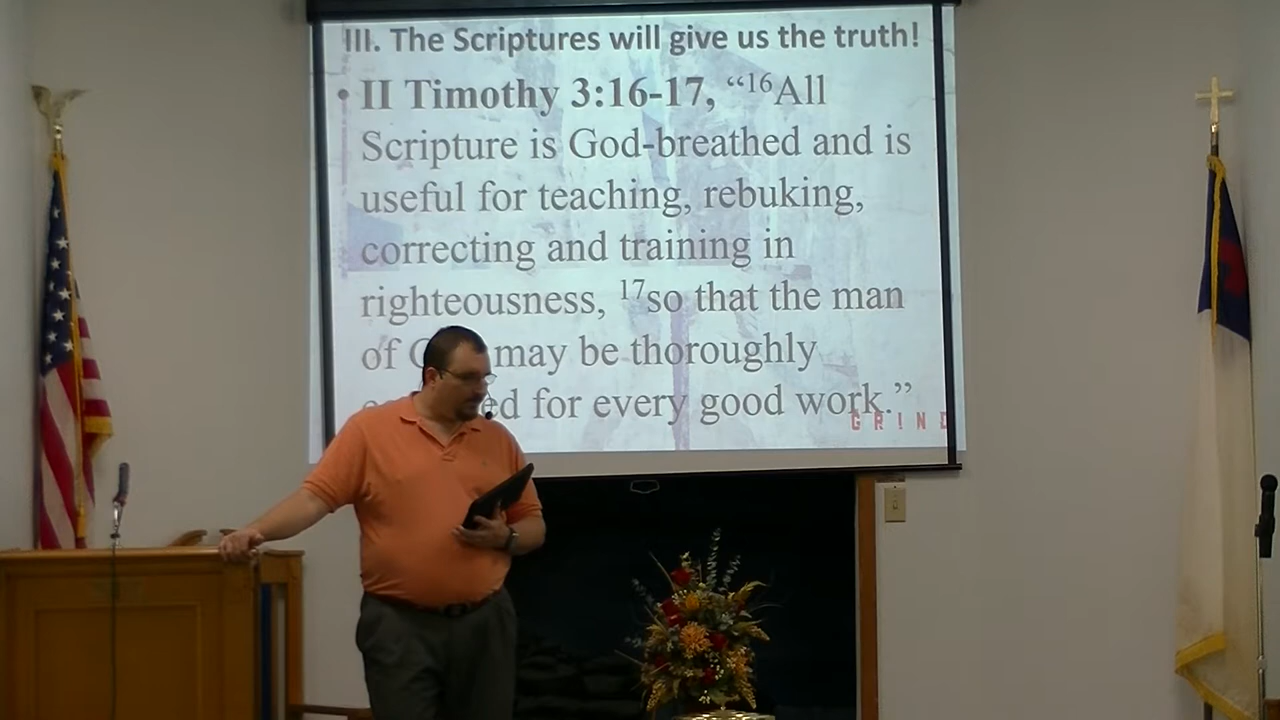 III. The Scriptures will give us the truth!
• II Timothy 3:16-17, “¹⁶All
Scripture is God-breathed and is
useful for teaching, rebuking,
correcting and training in
righteousness, ¹⁷so that the man
of may be thoroughly
for every good work.”
GRIND